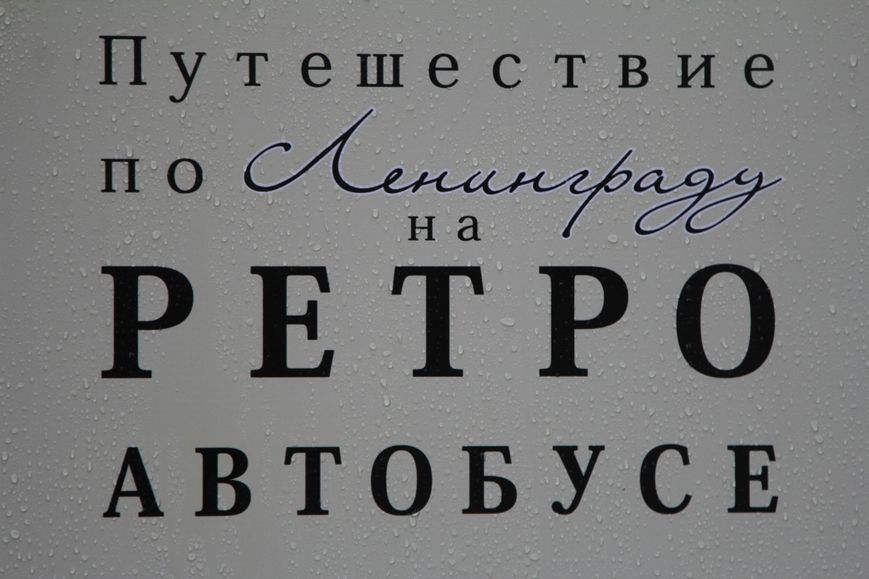 Путешествие
по Ленинграду
на
РЕТРО
АВТОБУСЕ